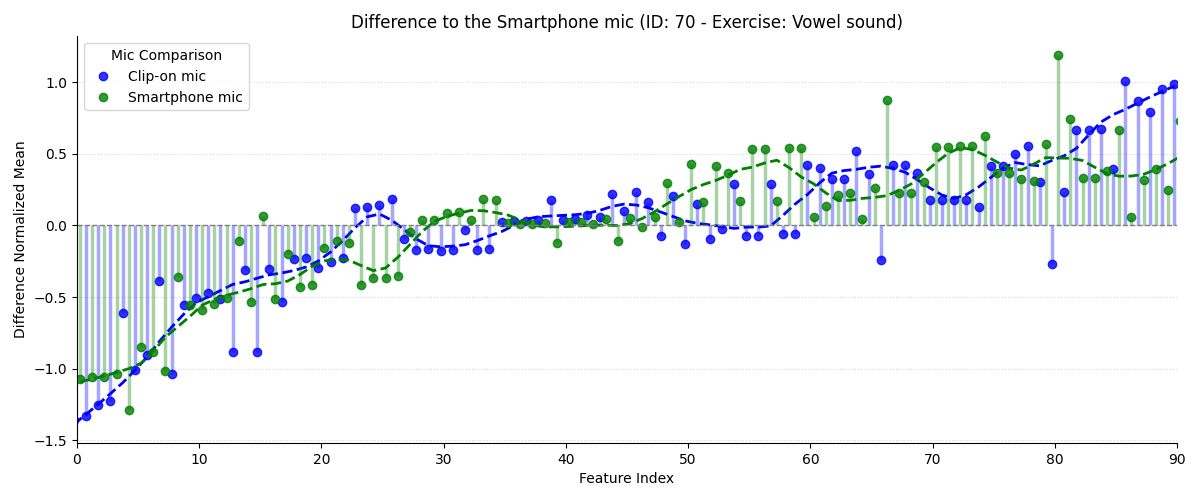 Difference to the Smartphone mic (ID: 70 - Exercise: Vowel sound)
Mic Comparison
Clip-on mic
Smartphone mic
Difference Normalized Mean
1.0
0.5
0.0
−0.5
−1.0
−1.5
0 10 20 30 40 50 60 70 80 90
Feature Index